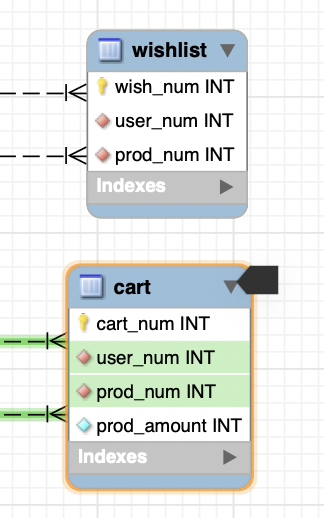 wishlist
wish_num INT
user_num INT
prod_num INT
Indexes
cart
cart_num INT
user_num INT
prod_num INT
prod_amount INT
Indexes